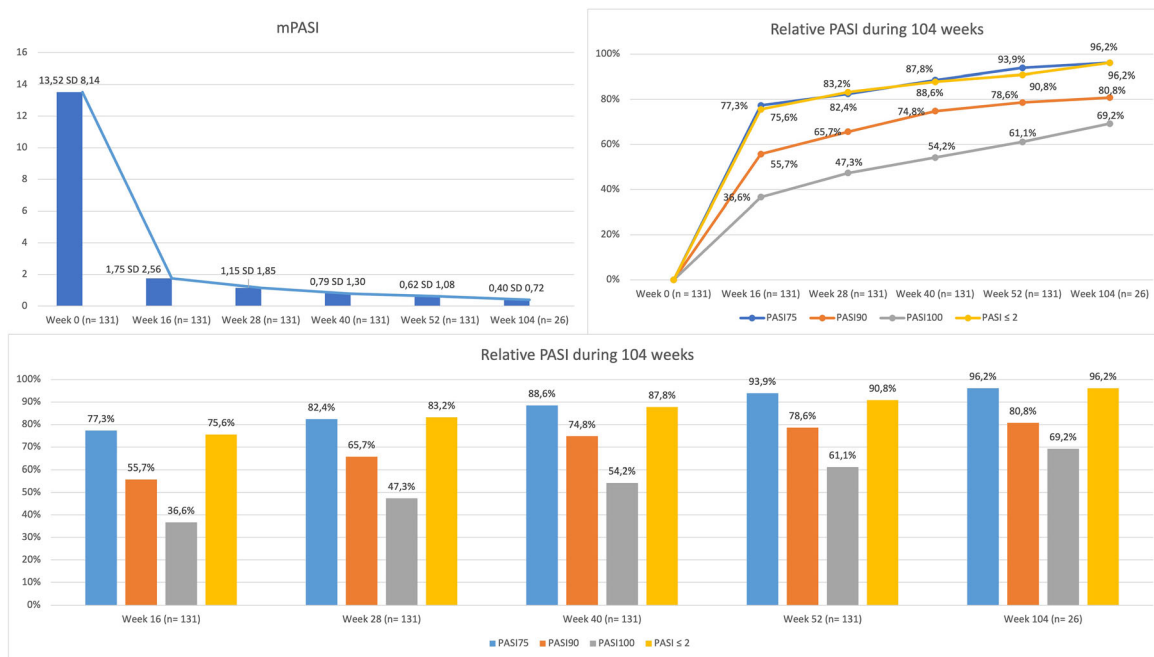 mPASI
16
14
12
10
8
6
4
2
0
13,52 SD 8,14
1,75 SD 2,56
1,15 SD 1,85
0,79 SD 1,30
0,62 SD 1,08
0,40 SD 0,72
Week 0 (n= 131) Week 16 (n= 131) Week 28 (n= 131) Week 40 (n= 131) Week 52 (n= 131) Week 104 (n= 26)
Relative PASI during 104 weeks
100%
80%
60%
40%
20%
0%
96,2%
93,9%
87,8%
83,2%
77,3%
96,2%
90,8%
88,6%
82,4%
75,6%
80,8%
78,6%
74,8%
65,7%
55,7%
69,2%
61,1%
54,2%
47,3%
36,6%
Week 0 (n = 131) Week 16 (n= 131) Week 28 (n= 131) Week 40 (n= 131) Week 52 (n= 131) Week 104 (n= 26)
PASI75 PASI90 PASI100 PASI ≤ 2
Relative PASI during 104 weeks
100%
90%
80%
70%
60%
50%
40%
30%
20%
10%
0%
77,3% 55,7% 36,6% 75,6%
82,4% 65,7% 47,3% 83,2%
88,6% 74,8% 54,2% 87,8%
93,9% 78,6% 61,1% 90,8%
96,2% 80,8% 69,2% 96,2%
Week 16 (n= 131) Week 28 (n= 131) Week 40 (n= 131) Week 52 (n= 131) Week 104 (n= 26)
PASI75 PASI90 PASI100 PASI ≤ 2